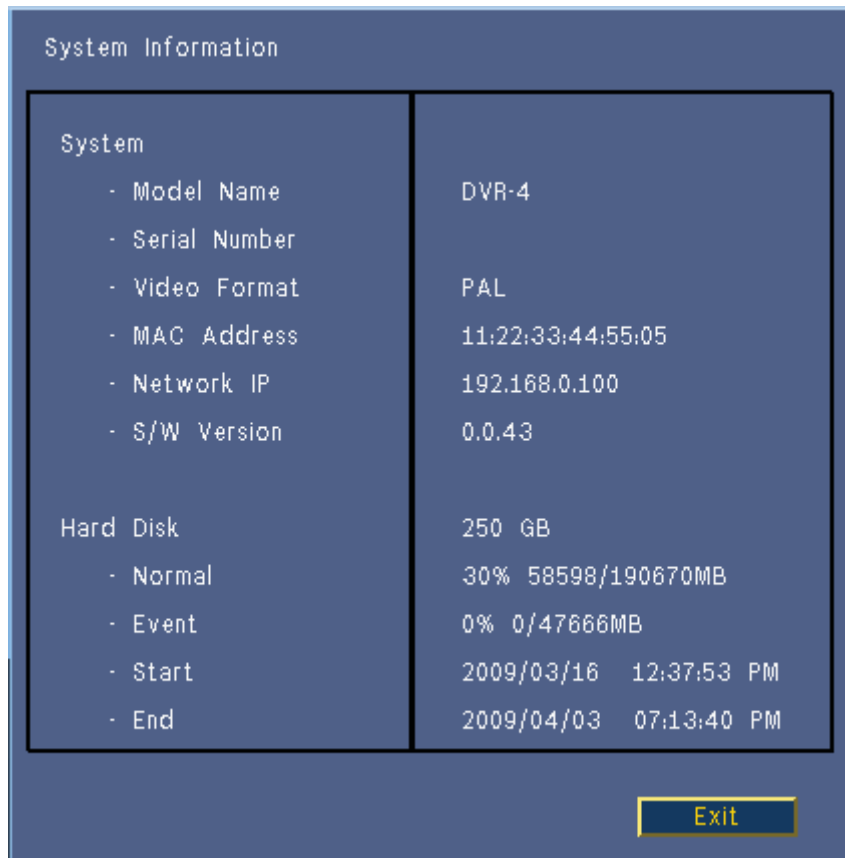 System Information
System
- Model Name DVR-4
- Serial Number
- Video Format PAL
- MAC Address 11:22:33:44:55:05
- Network IP 192.168.0.100
- S/W Version 0.0.43
Hard Disk 250 GB
- Normal 30% 58598/190670MB
- Event 0% 0/47666MB
- Start 2009/03/16 12:37:53 PM
- End 2009/04/03 07:13:40 PM
Exit